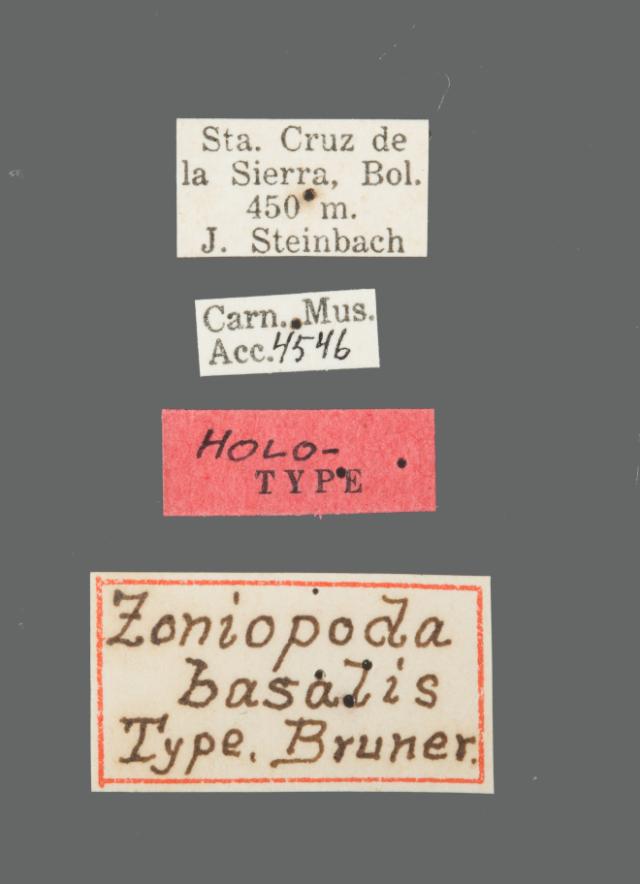 Sta. Cruz de
la Sierra, Bol.
450 m.
J. Steinbach
Carn. Mus.
Acc. 4546
HOLO-
TYPE
Zoniopoda
basalis
Type. Bruner.